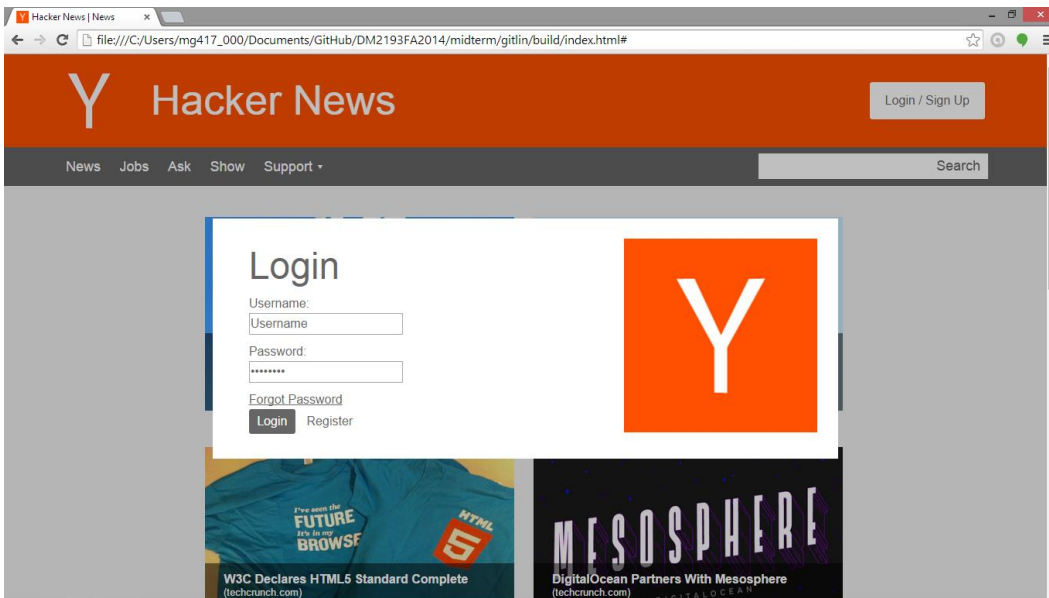 Hacker News | News
file:///C:/Users/mg417_000/Documents/GitHub/DM2193FA2014/midterm/gitlin/build/index.html#
Y Hacker News
Login / Sign Up
News Jobs Ask Show Support
Search
Login
Username:
Username
Password:
••••••••
Forgot Password
Login Register
Y
I've seen the
FUTURE
It's in my
BROWSE
HTML
5
W3C Declares HTML5 Standard Complete
(techcrunch.com)
MESOSPHERE
DigitalOcean Partners With Mesosphere
(techcrunch.com)
DIGITALOCEAN